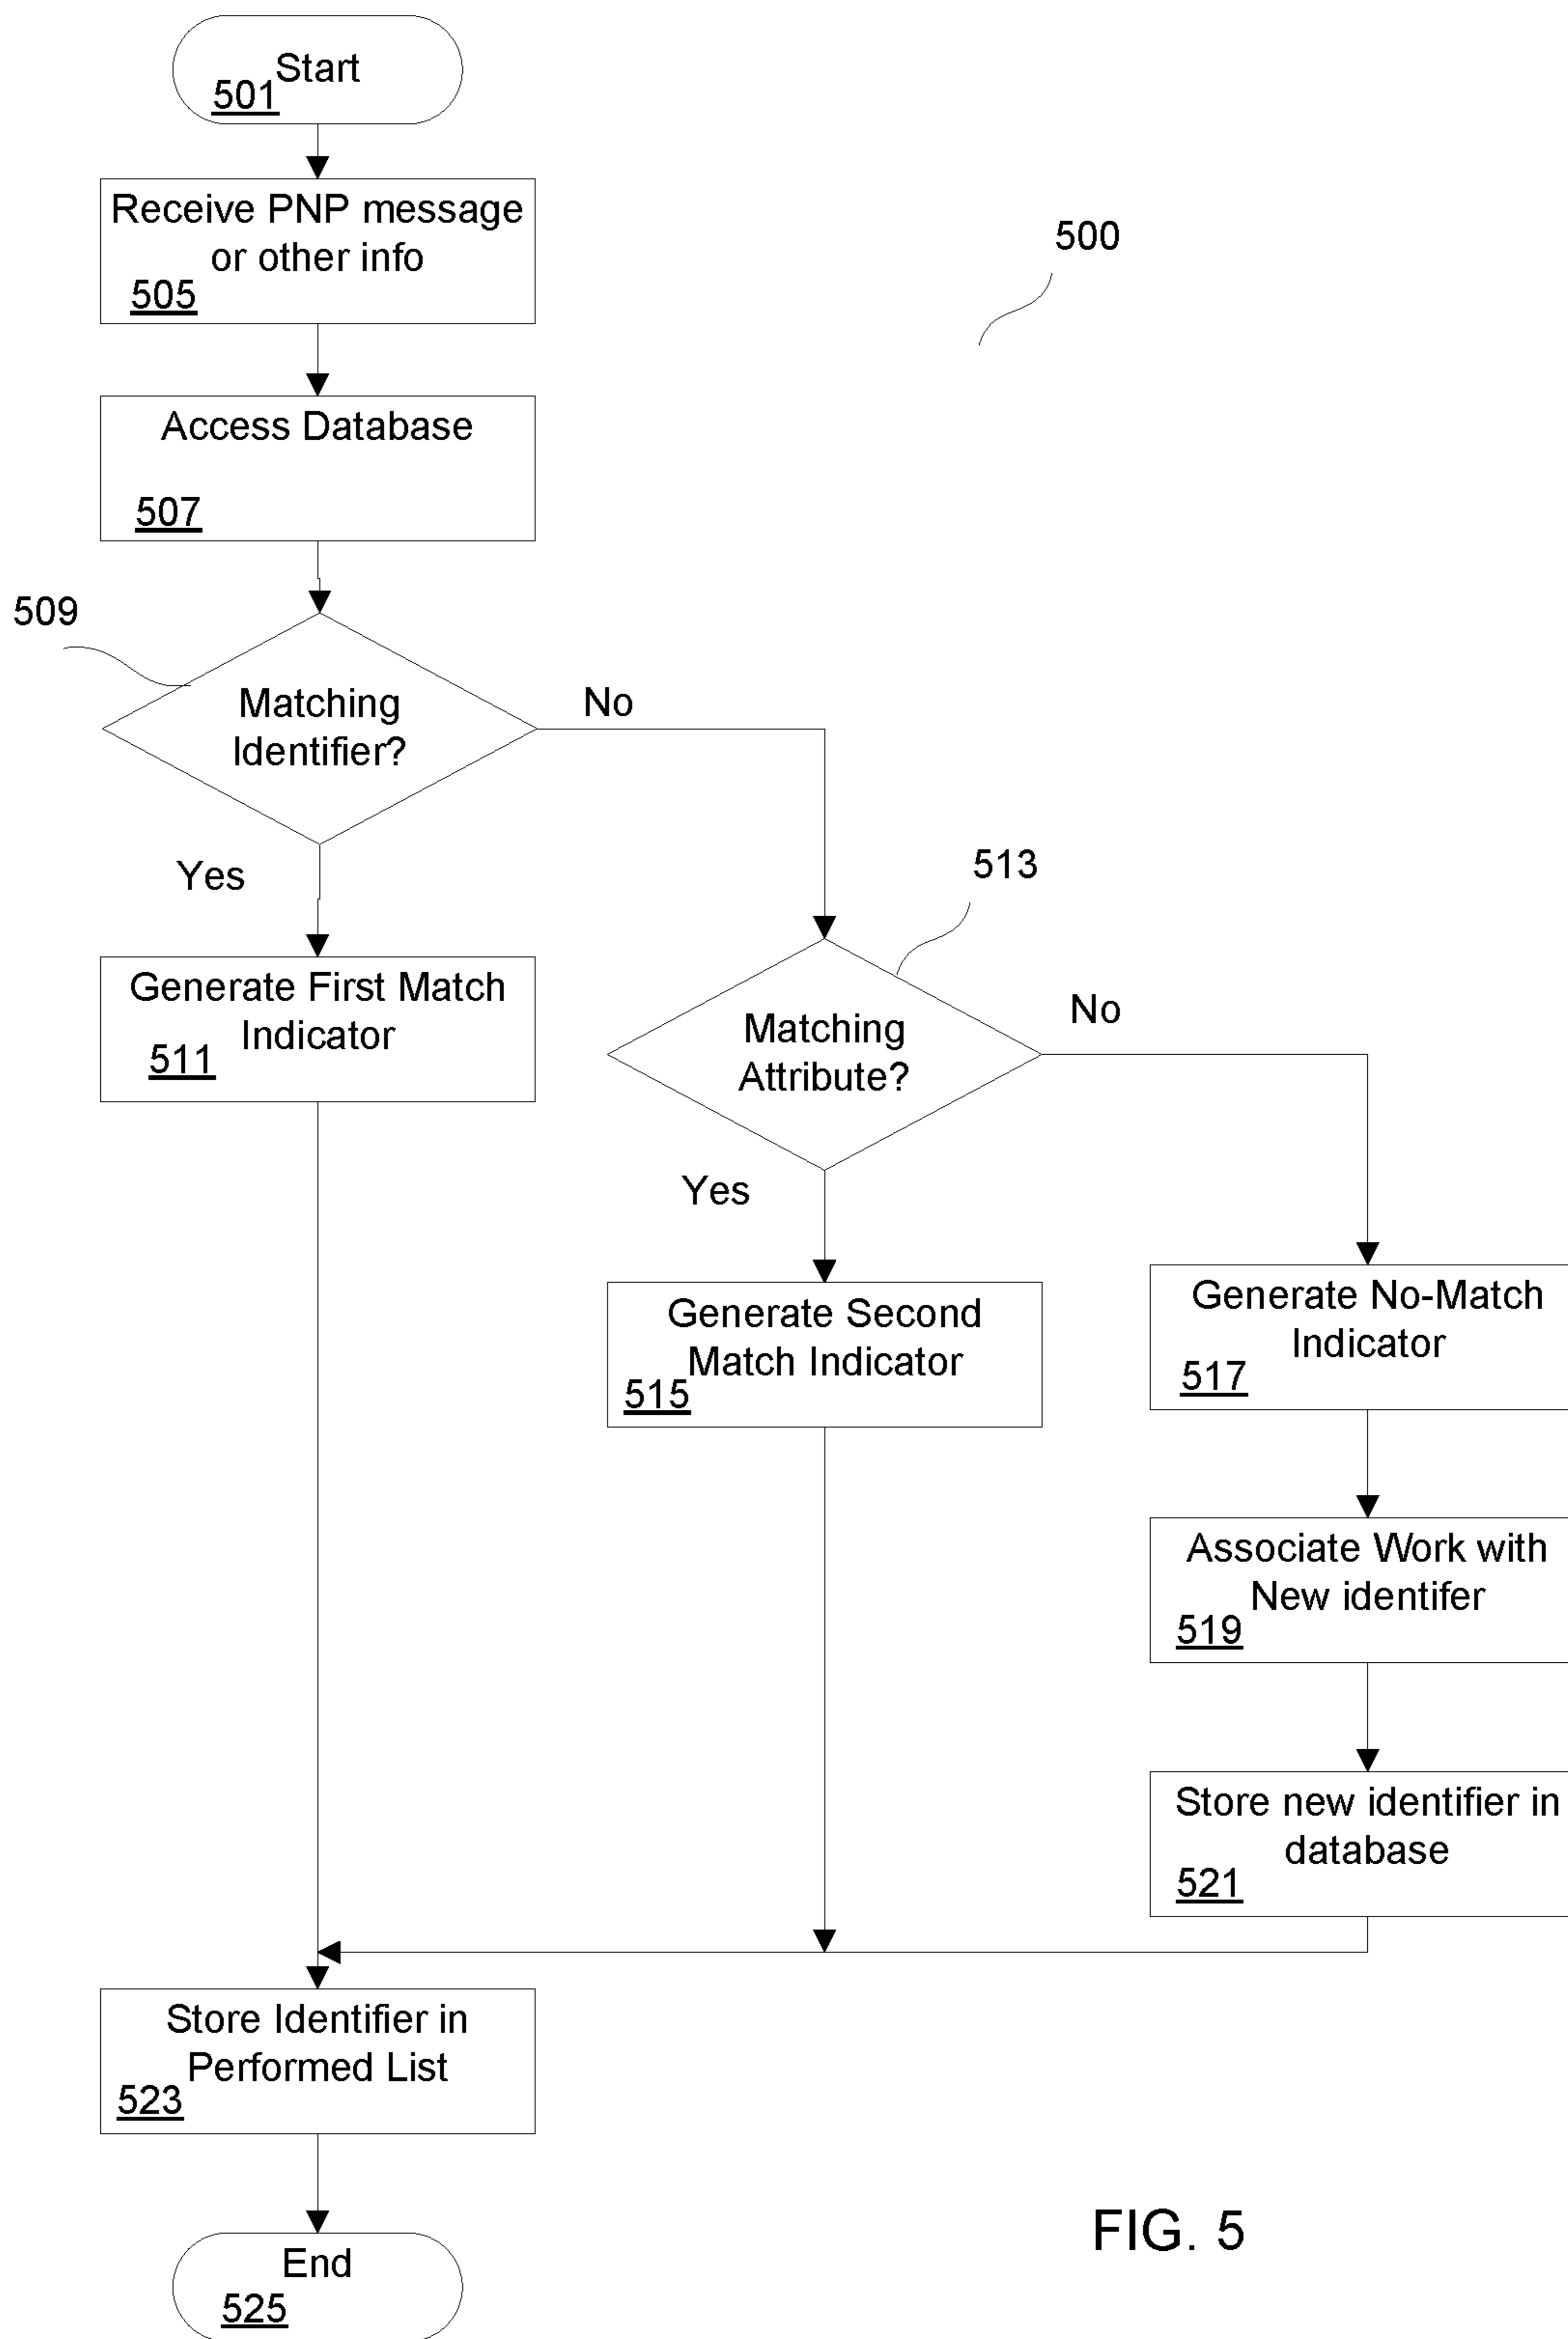 Start
501
Receive PNP message
or other info
505
500
Access Database
507
509
Matching
Identifier?
No
Yes
513
Generate First Match
Indicator
511
Matching
Attribute?
No
Yes
Generate Second
Match Indicator
515
Generate No-Match
Indicator
517
Associate Work with
New identifer
519
Store new identifier in
database
521
Store Identifier in
Performed List
523
End
525
FIG. 5